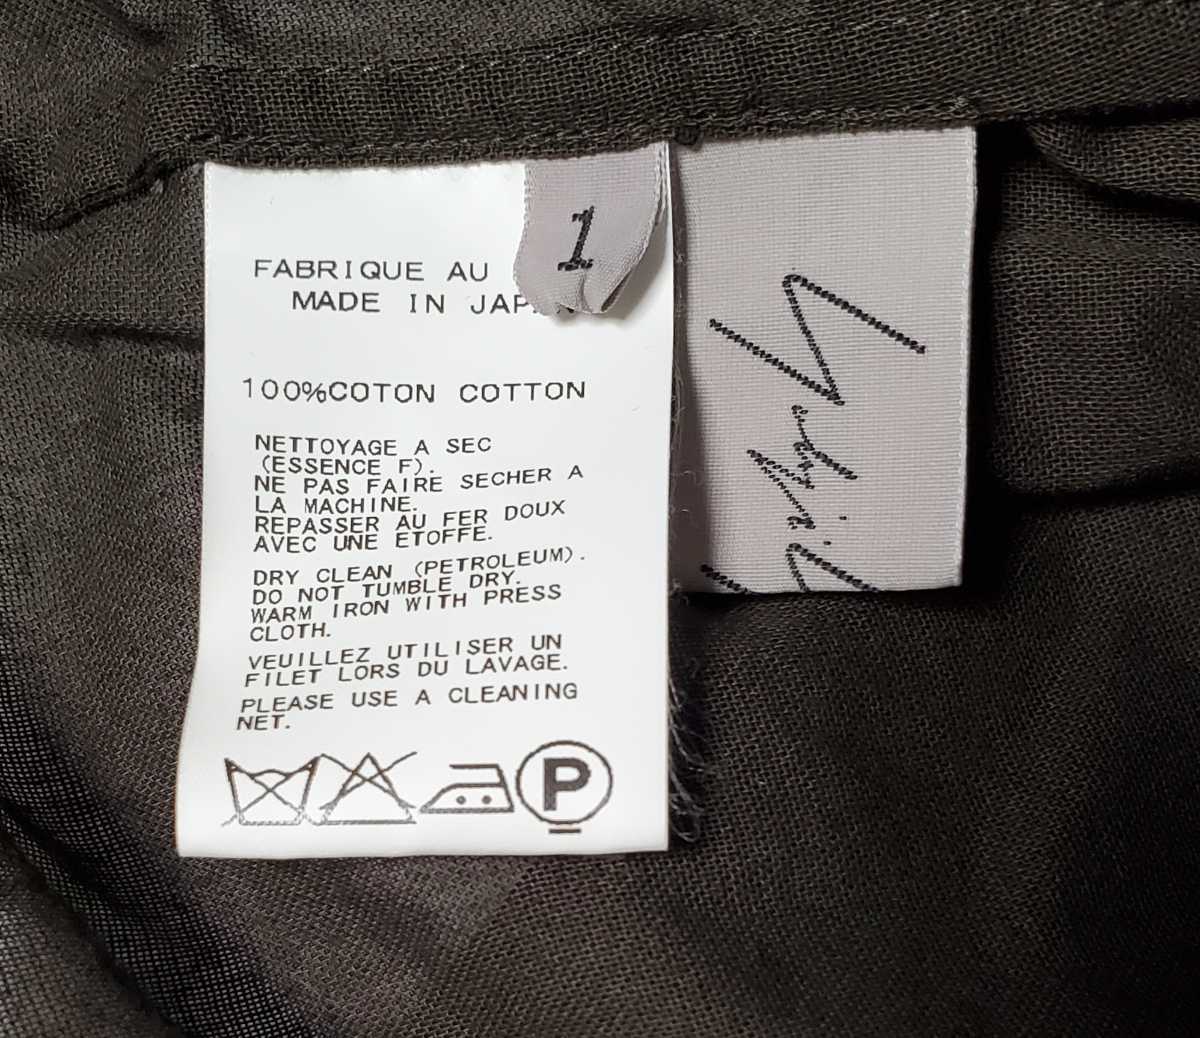 1
FABRIQUE AU
MADE IN
100%COTON COTTON
NETTOYAGE A SEC
(ESSENCE F).
NE PAS FAIRE SECHER A
LA MACHINE.
REPASSER AU FER DOUX
AVEC UNE ETOFFE.
DRY CLEAN (PETROLEUM).
DO NOT TUMBLE DRY.
WARM IRON WITH PRESS
CLOTH.
VEUILLEZ UTILISER UN
FILET LORS DU LAVAGE.
PLEASE USE A CLEANING
NET.
P